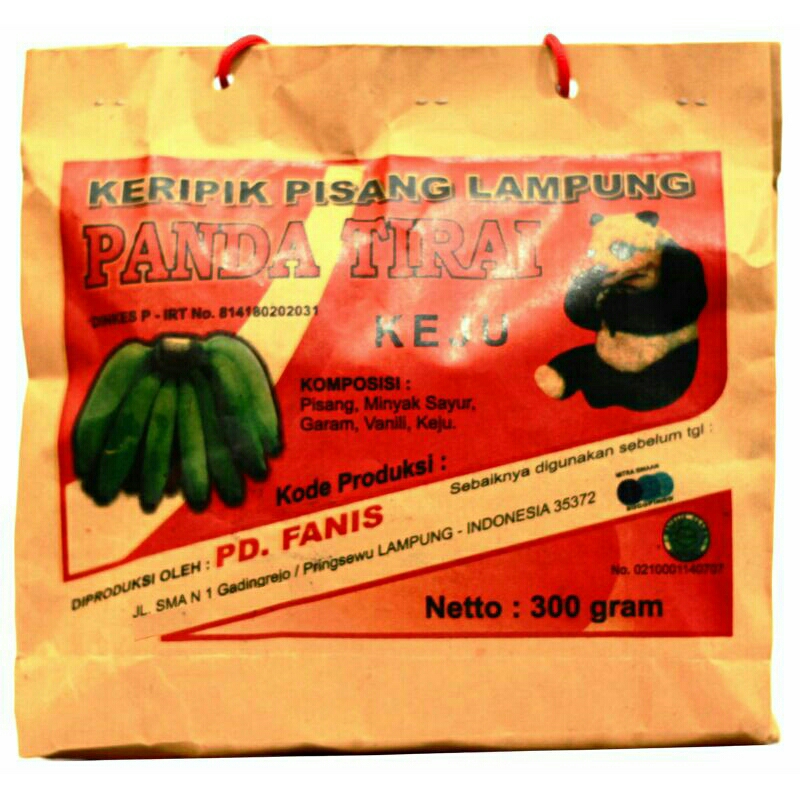 KERIPIK PISANG LAMPUNG
PANDA TIRAI
DINKES P - IRT No. 814180202031
KEJU
KOMPOSISI :
Pisang, Minyak Sayur,
Garam, Vanili, Keju.
Kode Produksi :
Sebaiknya digunakan sebelum tgl :
DIPRODUKSI OLEH : PD. FANIS
JL. SMA N 1 Gadingrejo / Pringsewu LAMPUNG - INDONESIA 35372
MITRA BINAAN
No. 0210001140707
Netto : 300 gram